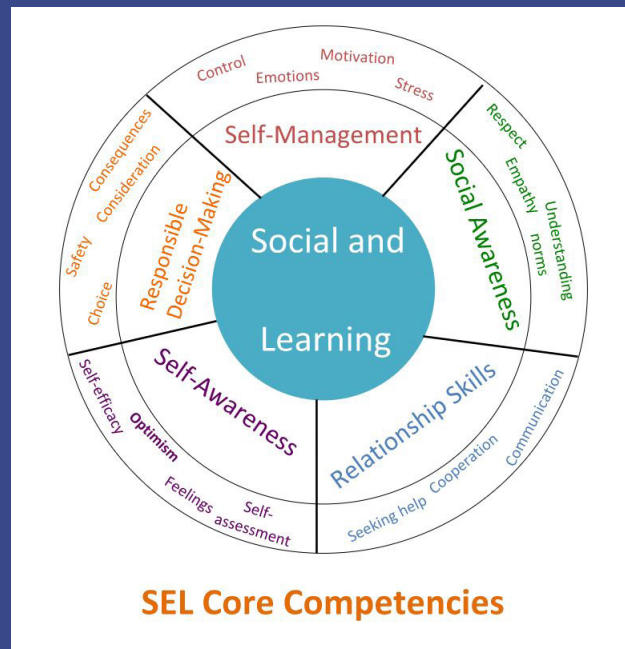 Control
Emotions
Motivation
Stress
Self-Management
Respect
Empathy
Understanding
norms
Social Awareness
Communication
Cooperation
Seeking help
Relationship Skills
Self-
assessment
Feelings
Optimism
Self-efficacy
Self-Awareness
Choice
Safety
Consideration
Consequences
Responsible
Decision-Making
Social and
Learning
SEL Core Competencies